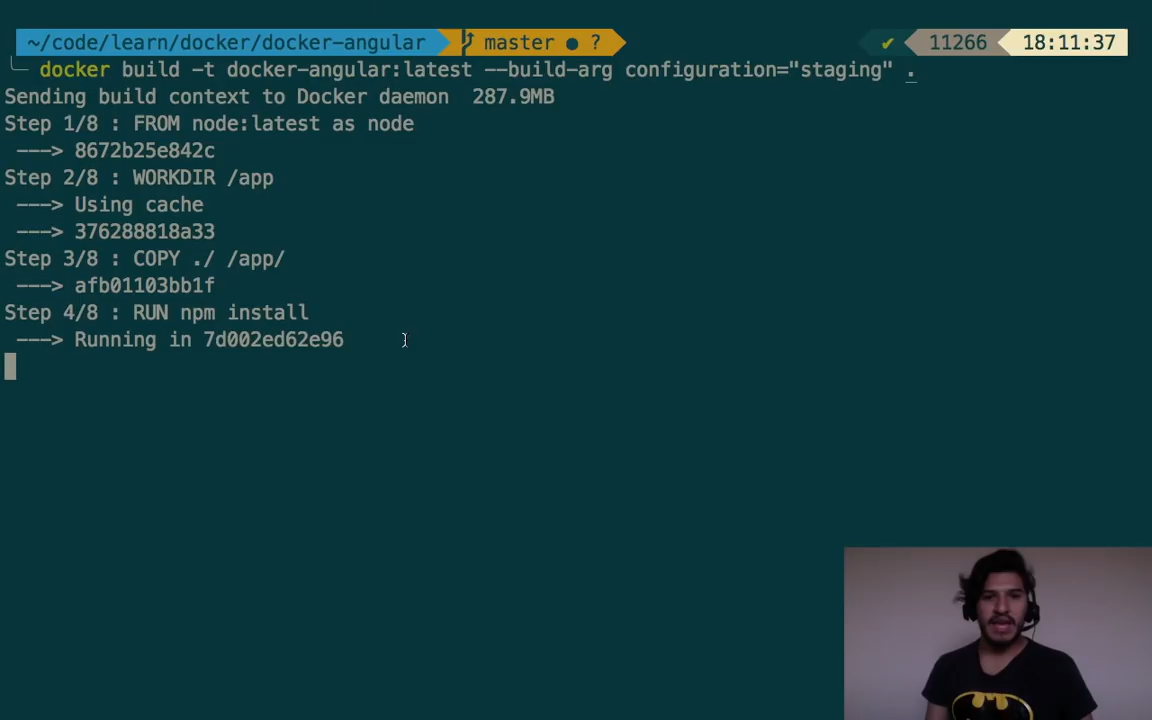 ~/code/learn/docker/docker-angular master ● ? ✔ 11266 18:11:37
docker build -t docker-angular:latest --build-arg configuration="staging" .
Sending build context to Docker daemon 287.9MB
Step 1/8 : FROM node:latest as node
---> 8672b25e842c
Step 2/8 : WORKDIR /app
---> Using cache
---> 376288818a33
Step 3/8 : COPY ./ /app/
---> afb01103bb1f
Step 4/8 : RUN npm install
---> Running in 7d002ed62e96